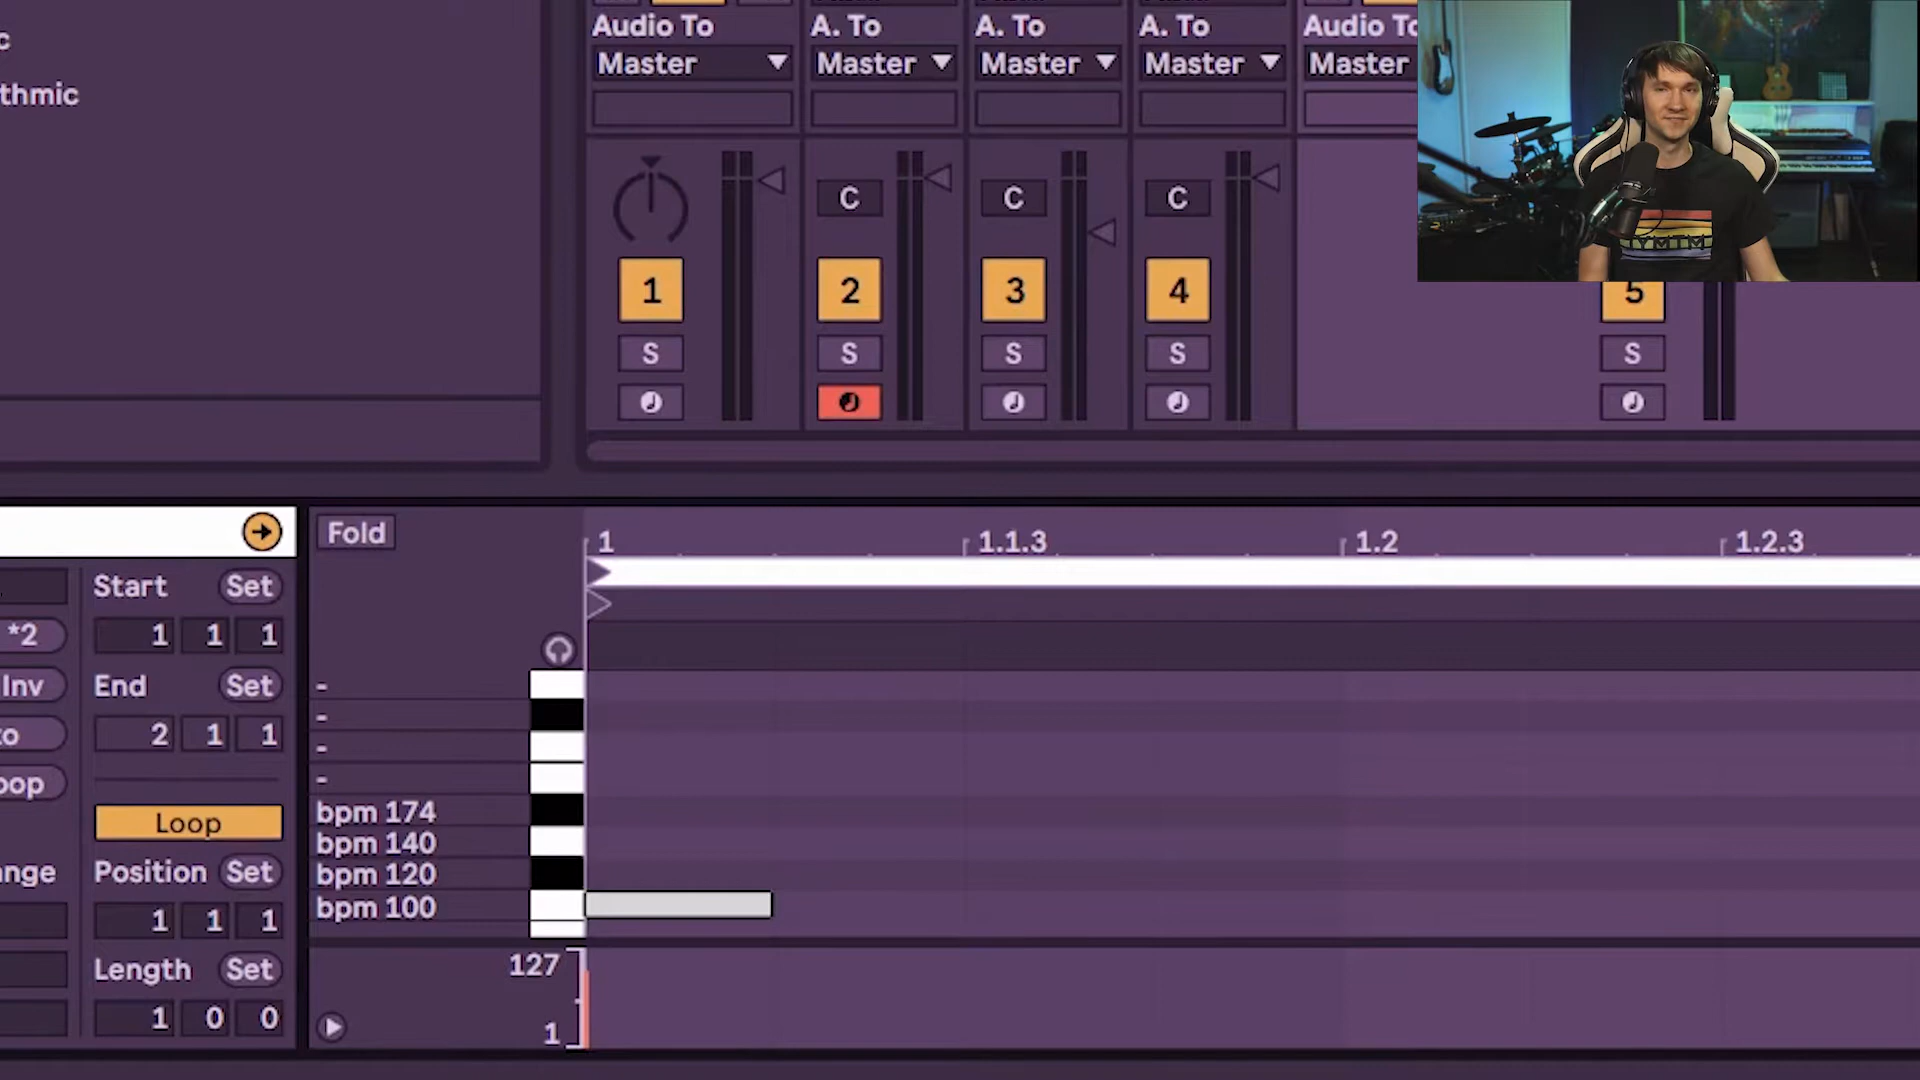 c
thmic
Audio To
A. To
A. To
A. To
Audio To
Master
Master
Master
Master
Master
C
C
C
1
2
3
4
5
S
S
S
S
S
Fold
1
1.1.3
1.2
1.2.3
Start
Set
*2
1
1
1
Inv
End
Set
to
2
1
1
oop
Loop
bpm 174
bpm 140
bpm 120
bpm 100
ange
Position
Set
1
1
1
Length
Set
127
1
0
0
1